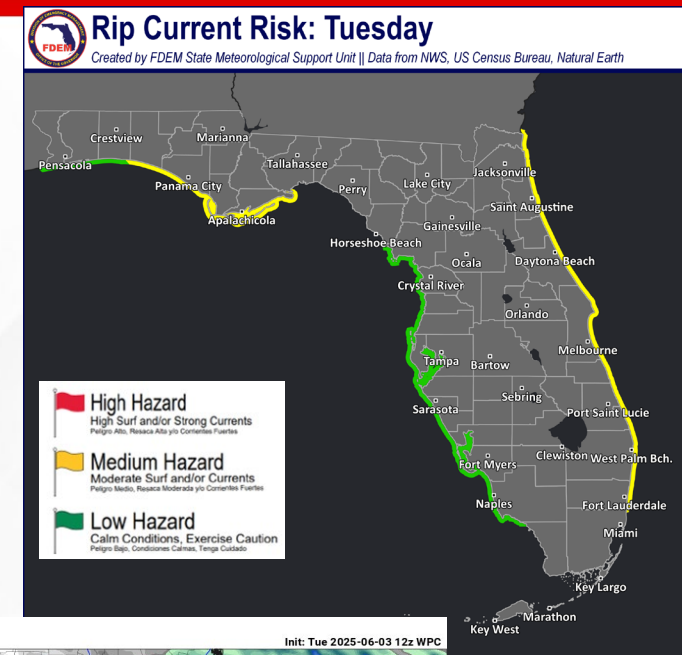 Rip Current Risk: Tuesday
Created by FDEM State Meteorological Support Unit || Data from NWS, US Census Bureau, Natural Earth
FDEM
Crestview
Marianna
Pensacola
Tallahassee
Panama City
Perry
Lake City
Jacksonville
Apalachicola
Saint Augustine
Gainesville
Horseshoe Beach
Ocala
Daytona Beach
Crystal River
Orlando
Tampa
Bartow
Melbourne
Sebring
Sarasota
Port Saint Lucie
Clewiston
West Palm Bch.
Fort Myers
Naples
Fort Lauderdale
Miami
Key Largo
Marathon
Key West
High Hazard
High Surf and/or Strong Currents
Peligro Alto, Resaca Alta y/o Corrientes Fuertes
Medium Hazard
Moderate Surf and/or Currents
Peligro Medio, Resaca Moderada y/o Corrientes Fuertes
Low Hazard
Calm Conditions, Exercise Caution
Peligro Bajo, Condiciones Calmas, Tenga Cuidado
Init: Tue 2025-06-03 12z WPC